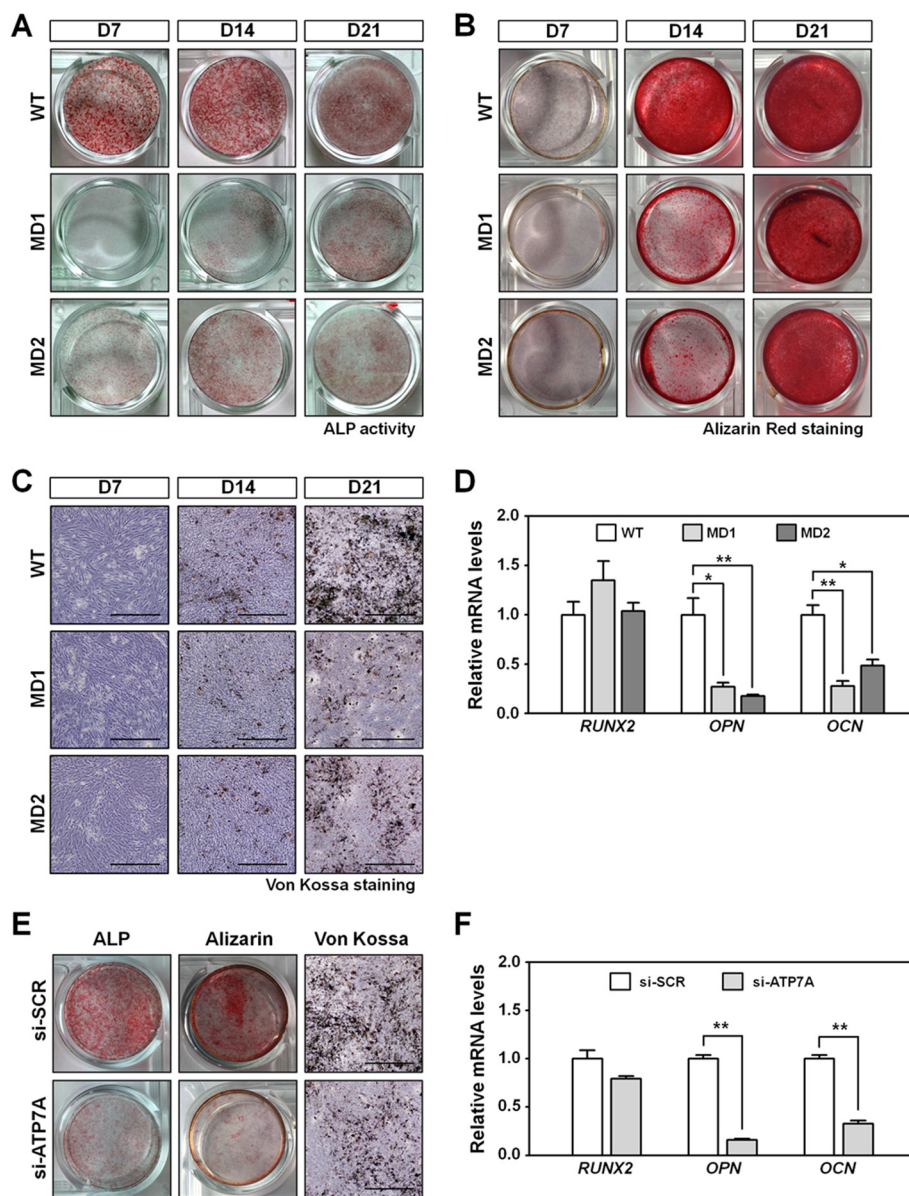 A
D7 D14 D21
WT
MD1
MD2
ALP activity
B
D7 D14 D21
WT
MD1
MD2
Alizarin Red staining
C
D7 D14 D21
WT
MD1
MD2
Von Kossa staining
D
2.0
1.5
1.0
0.5
0.0
Relative mRNA levels
WT MD1 MD2
*
**
**
*
RUNX2 OPN OCN
E
ALP Alizarin Von Kossa
si-SCR
si-ATP7A
F
2.0
1.5
1.0
0.5
0.0
Relative mRNA levels
si-SCR si-ATP7A
** **
RUNX2 OPN OCN